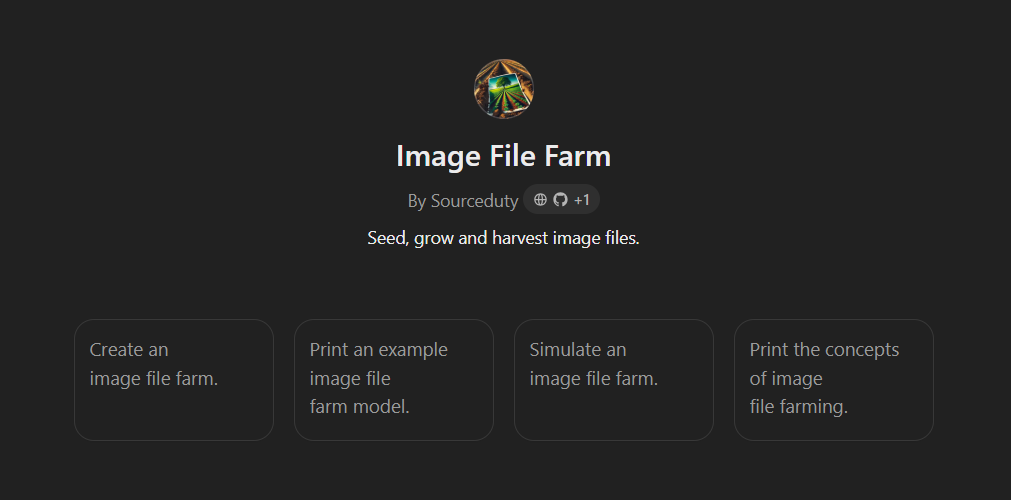 Image File Farm
By Sourceduty +1
Seed, grow and harvest image files.
Create an
image file farm.
Print an example
image file
farm model.
Simulate an
image file farm.
Print the concepts
of image
file farming.